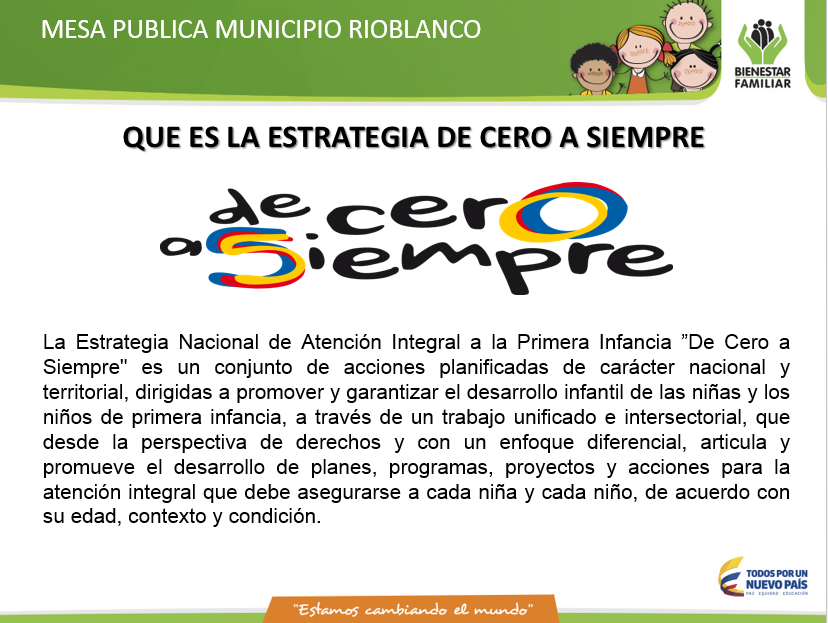 MESA PUBLICA MUNICIPIO RIOBLANCO
BIENESTAR
FAMILIAR
QUE ES LA ESTRATEGIA DE CERO A SIEMPRE
de cerO
a Siempre
La Estrategia Nacional de Atención Integral a la Primera Infancia ”De Cero a
Siempre" es un conjunto de acciones planificadas de carácter nacional y
territorial, dirigidas a promover y garantizar el desarrollo infantil de las niñas y los
niños de primera infancia, a través de un trabajo unificado e intersectorial, que
desde la perspectiva de derechos y con un enfoque diferencial, articula y
promueve el desarrollo de planes, programas, proyectos y acciones para la
atención integral que debe asegurarse a cada niña y cada niño, de acuerdo con
su edad, contexto y condición.
TODOS POR UN
NUEVO PAÍS
PAZ EQUIDAD EDUCACIÓN
"Estamos cambiando el mundo"